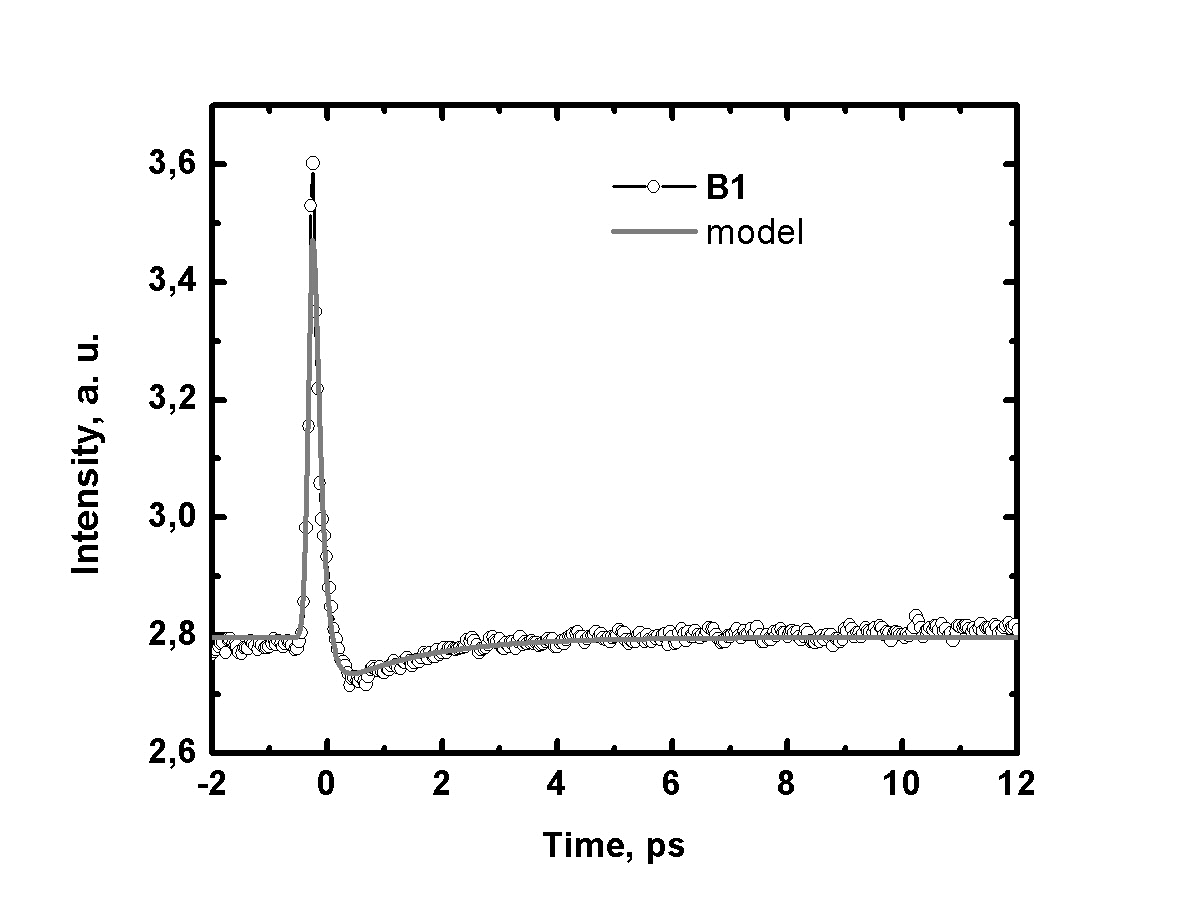 B1
model
3,6
3,4
3,2
3,0
2,8
2,6
-2 0 2 4 6 8 10 12
Intensity, a. u.
Time, ps